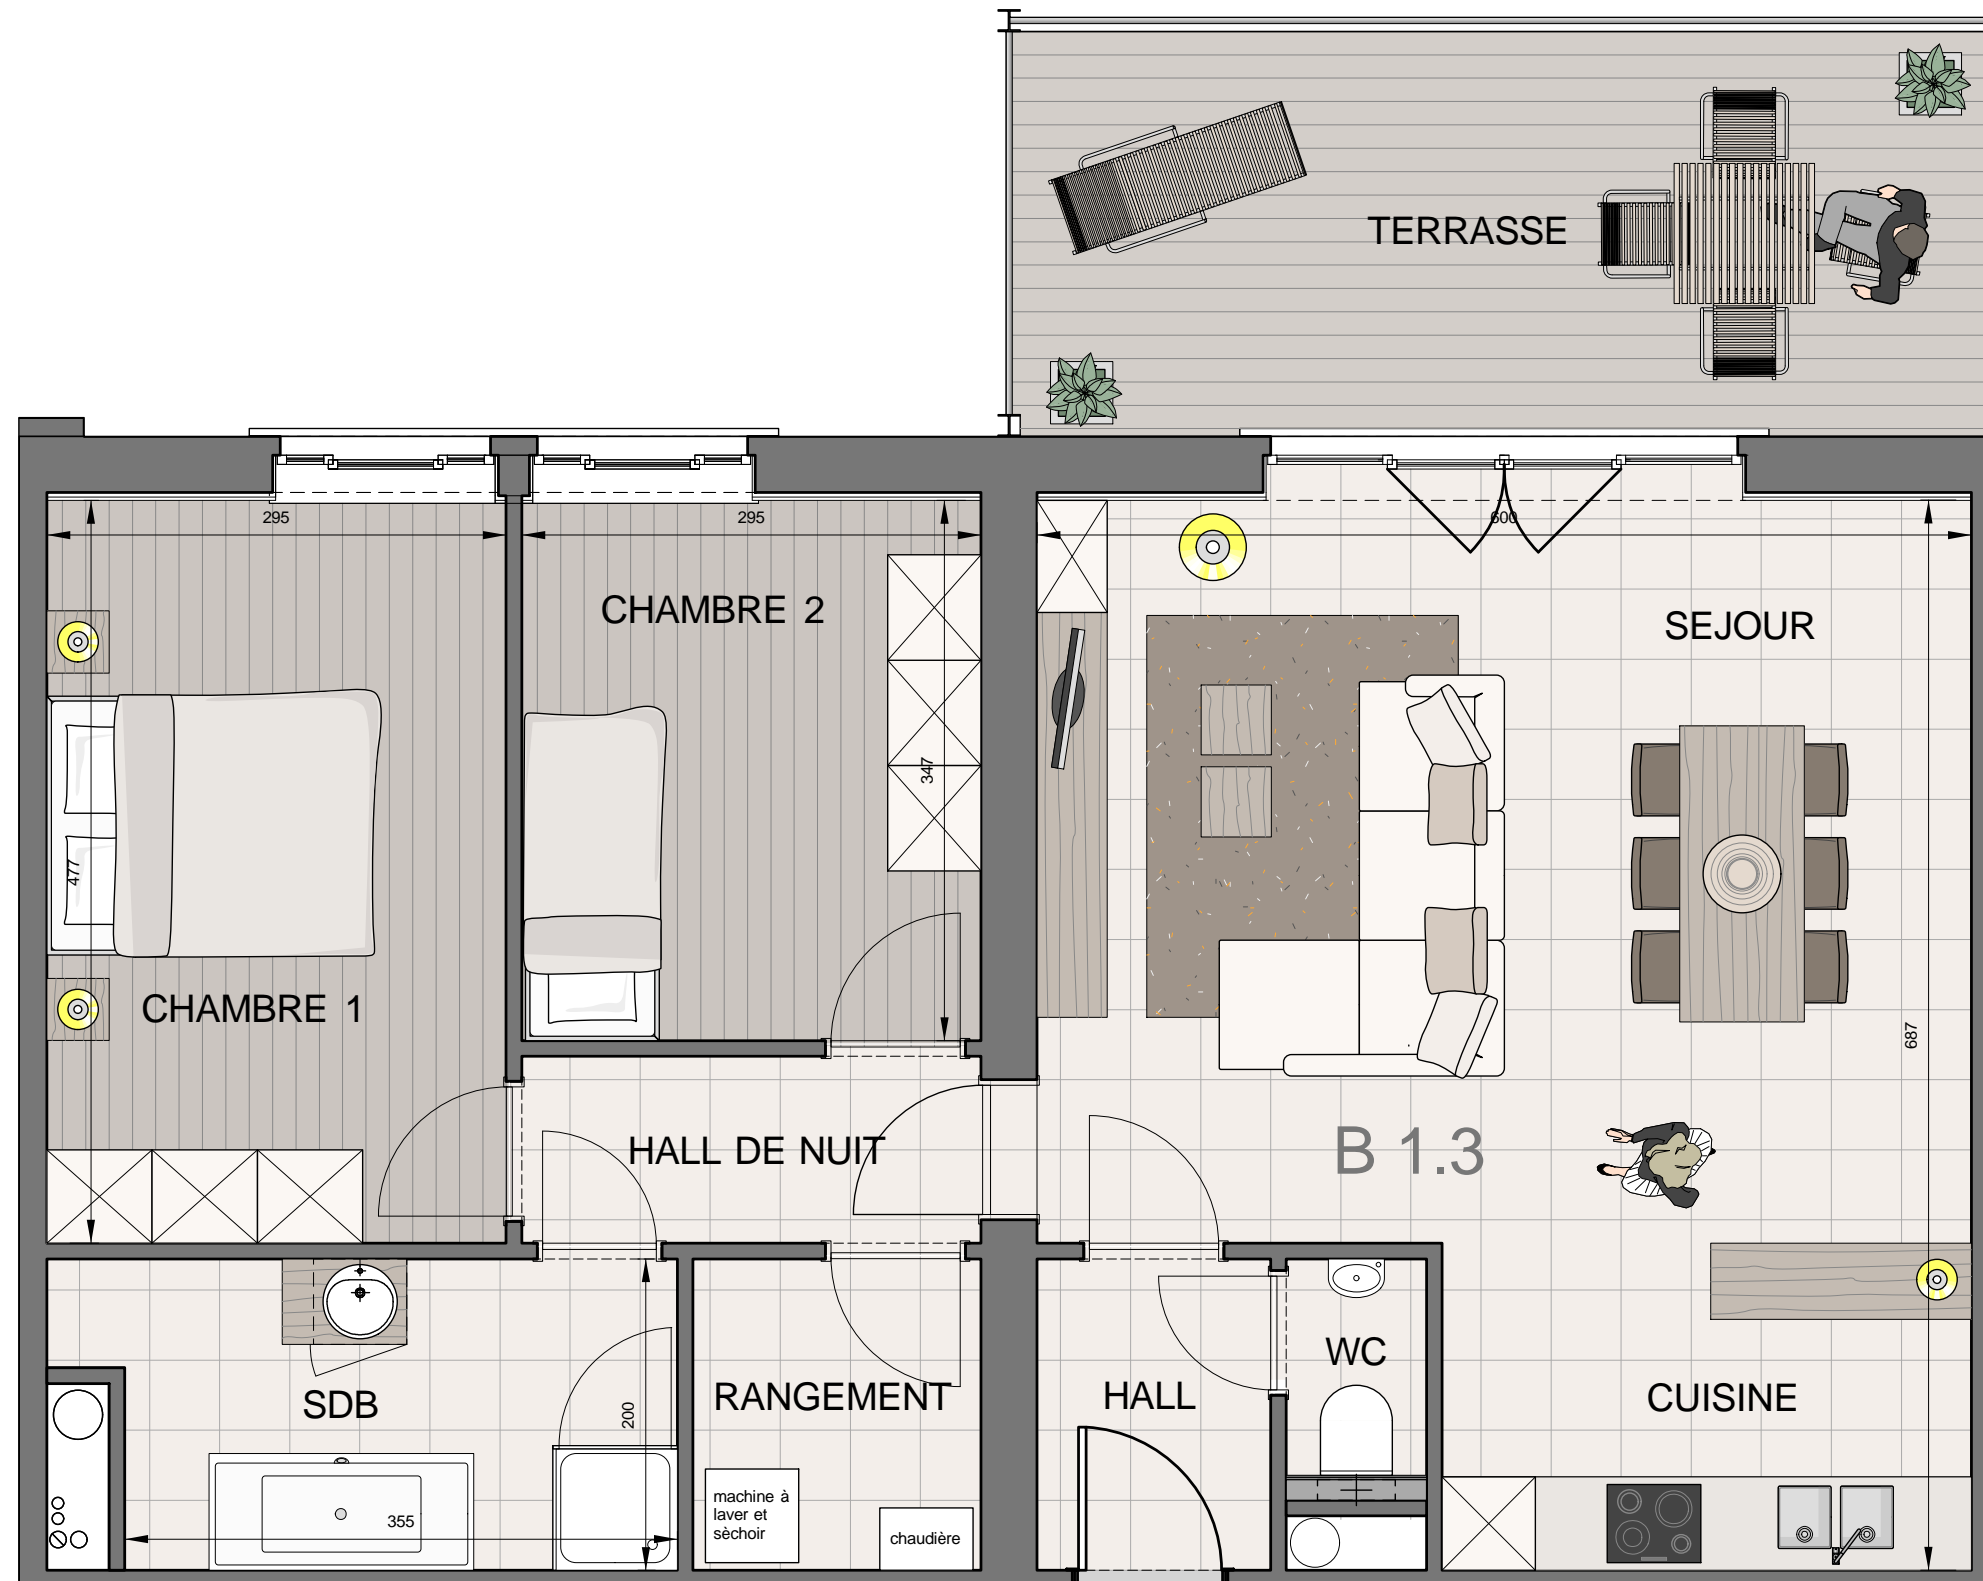 TERRASSE
295
295
600
CHAMBRE 2
SEJOUR
347
477
CHAMBRE 1
687
HALL DE NUIT
B 1.3
WC
RANGEMENT
HALL
CUISINE
SDB
200
machine à
laver et
sèchoir
355
chaudière